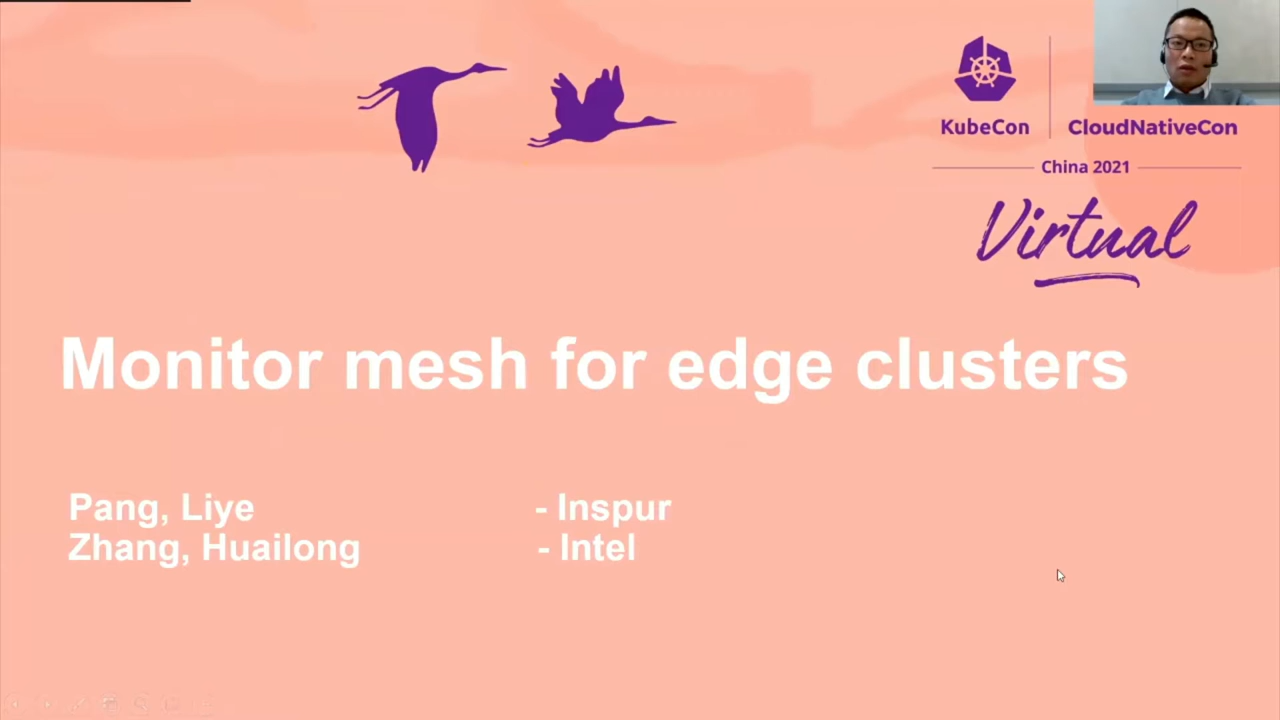 KubeCon
CloudNativeCon
China 2021
Virtual
Monitor mesh for edge clusters
Pang, Liye - Inspur
Zhang, Huailong - Intel